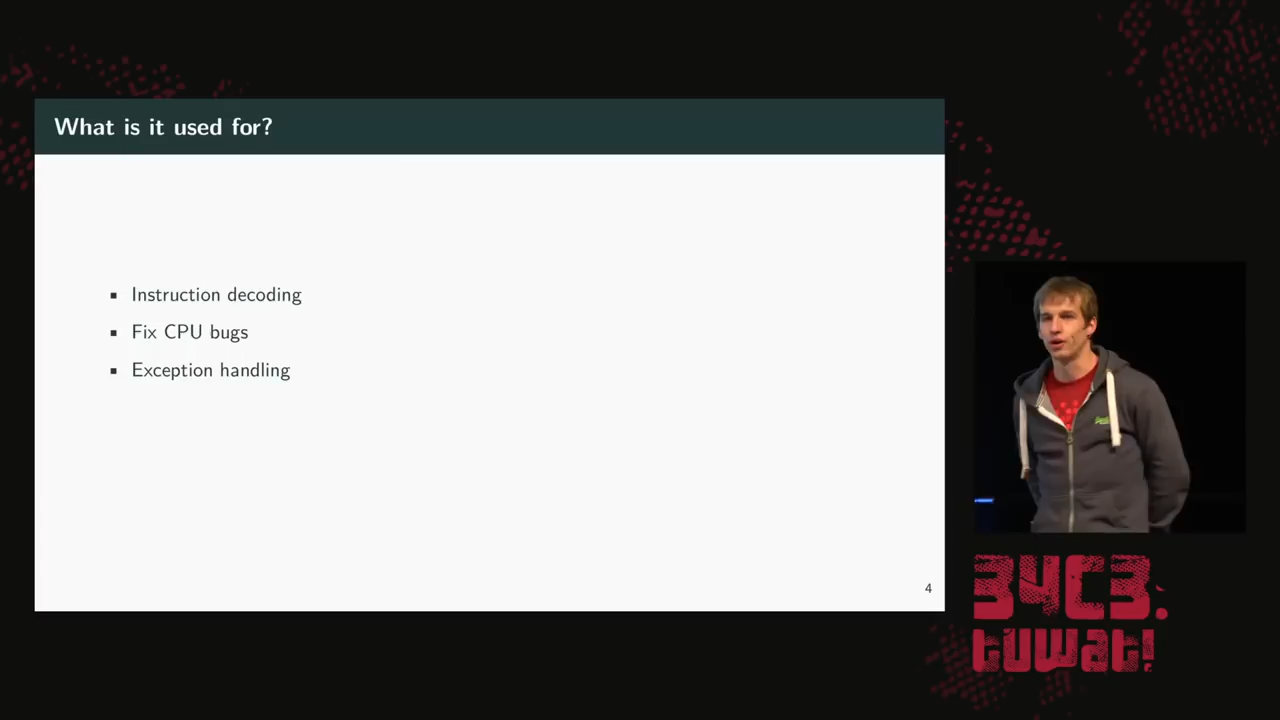 What is it used for?
Instruction decoding
Fix CPU bugs
Exception handling
4
34C3.
tuwat!